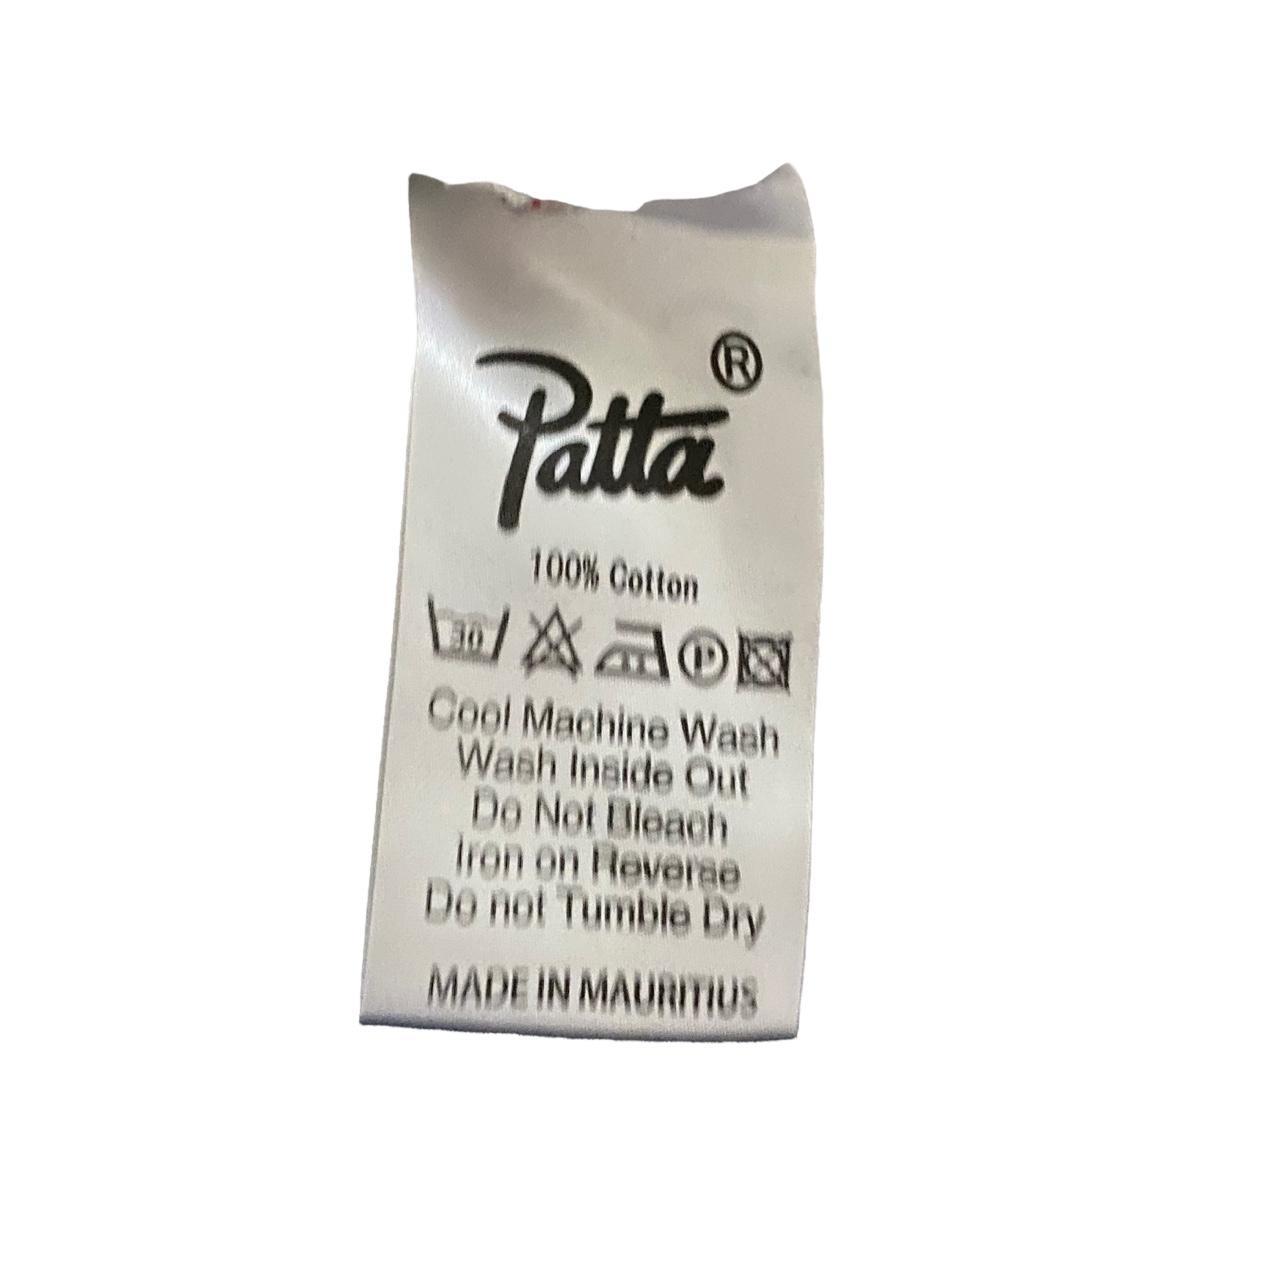 Patta ®
100% Cotton
30 P
Cool Machine Wash
Wash Inside Out
Do Not Bleach
Iron on Reverse
Do not Tumble Dry
MADE IN MAURITIUS